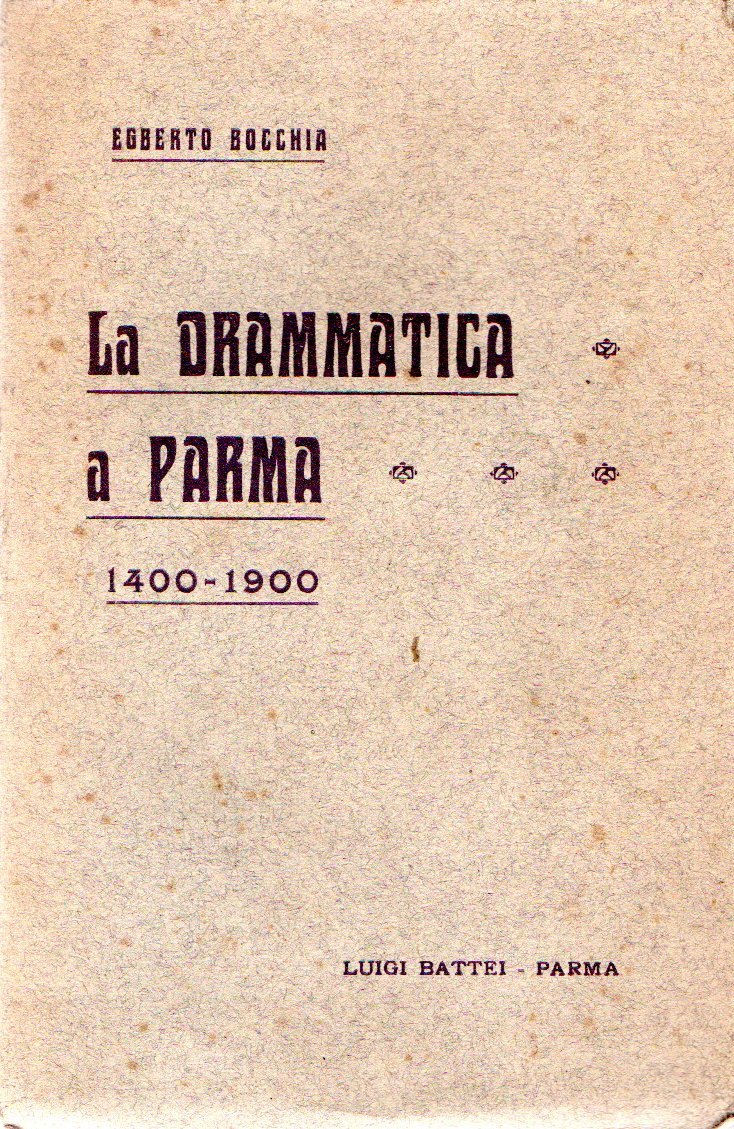 EGBERTO BOCCHIA
La DRAMMATICA
a PARMA
1400-1900
LUIGI BATTEI - PARMA